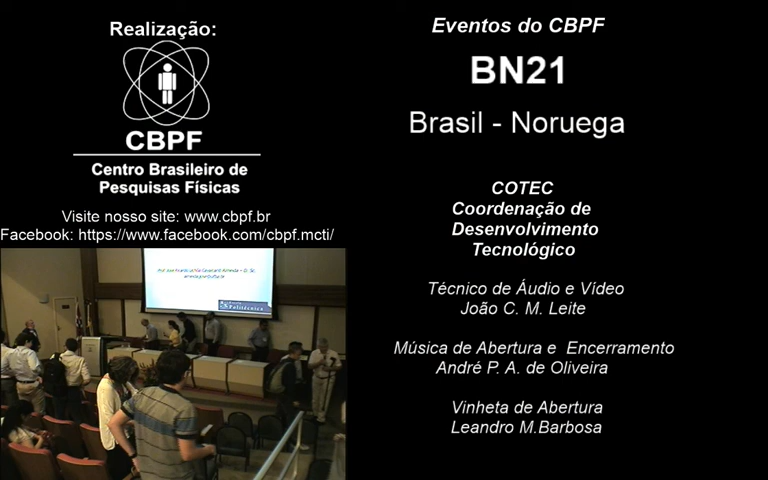 Realização:
CBPF
Centro Brasileiro de
Pesquisas Físicas
Visite nosso site: www.cbpf.br
Facebook: https://www.facebook.com/cbpf.mcti/
Politécnica
Eventos do CBPF
BN21
Brasil - Noruega
COTEC
Coordenação de
Desenvolvimento
Tecnológico
Técnico de Áudio e Vídeo
João C. M. Leite
Música de Abertura e Encerramento
André P. A. de Oliveira
Vinheta de Abertura
Leandro M.Barbosa